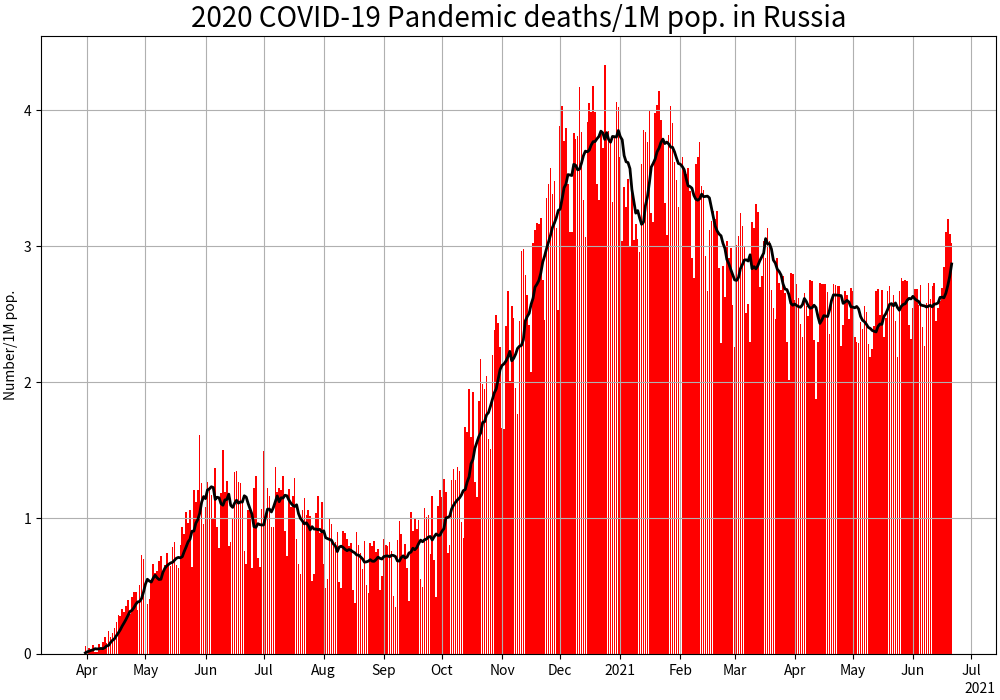 2020 COVID-19 Pandemic deaths/1M pop. in Russia
Number/1M pop.
4
3
2
1
0
Apr May Jun Jul Aug Sep Oct Nov Dec 2021 Feb Mar Apr May Jun Jul
2021